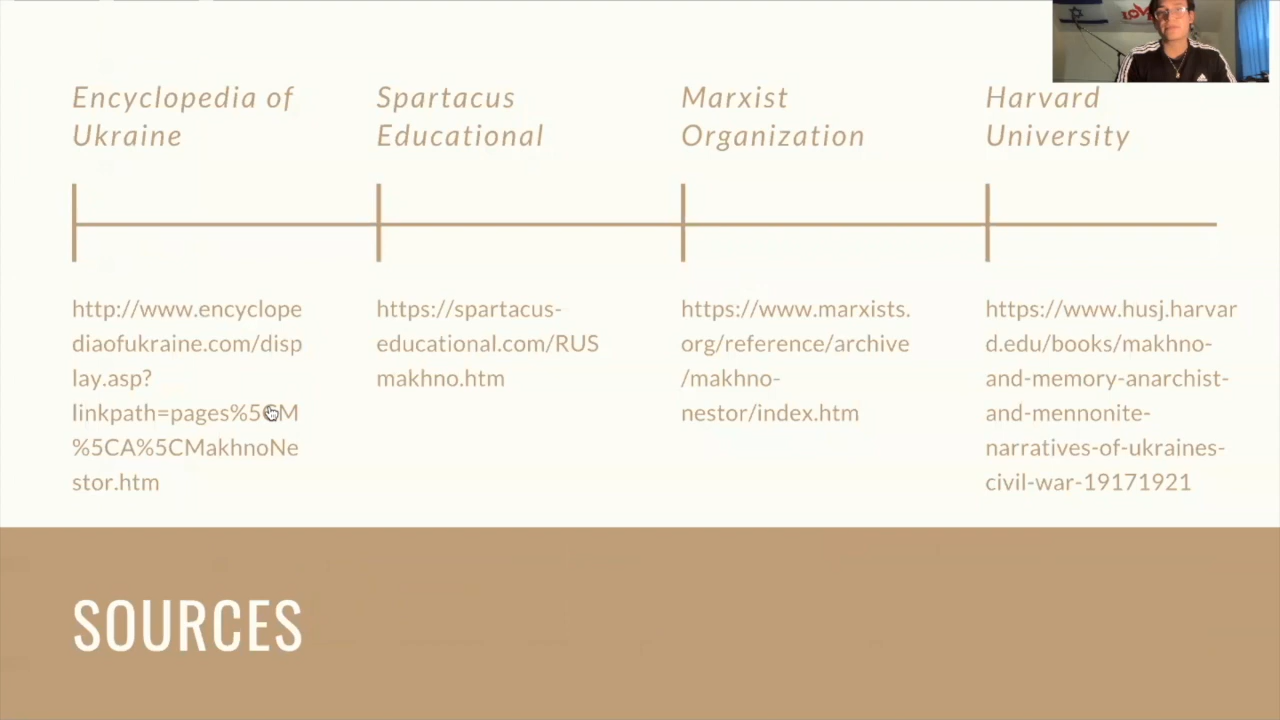 Encyclopedia of
Ukraine
Spartacus
Educational
Marxist
Organization
Harvard
University
http://www.encyclope
diaofukraine.com/disp
lay.asp?
linkpath=pages%5CM
%5CA%5CMakhnoNe
stor.htm
https://spartacus-
educational.com/RUS
makhno.htm
https://www.marxists.
org/reference/archive
/makhno-
nestor/index.htm
https://www.husj.harvar
d.edu/books/makhno-
and-memory-anarchist-
and-mennonite-
narratives-of-ukraines-
civil-war-19171921
SOURCES